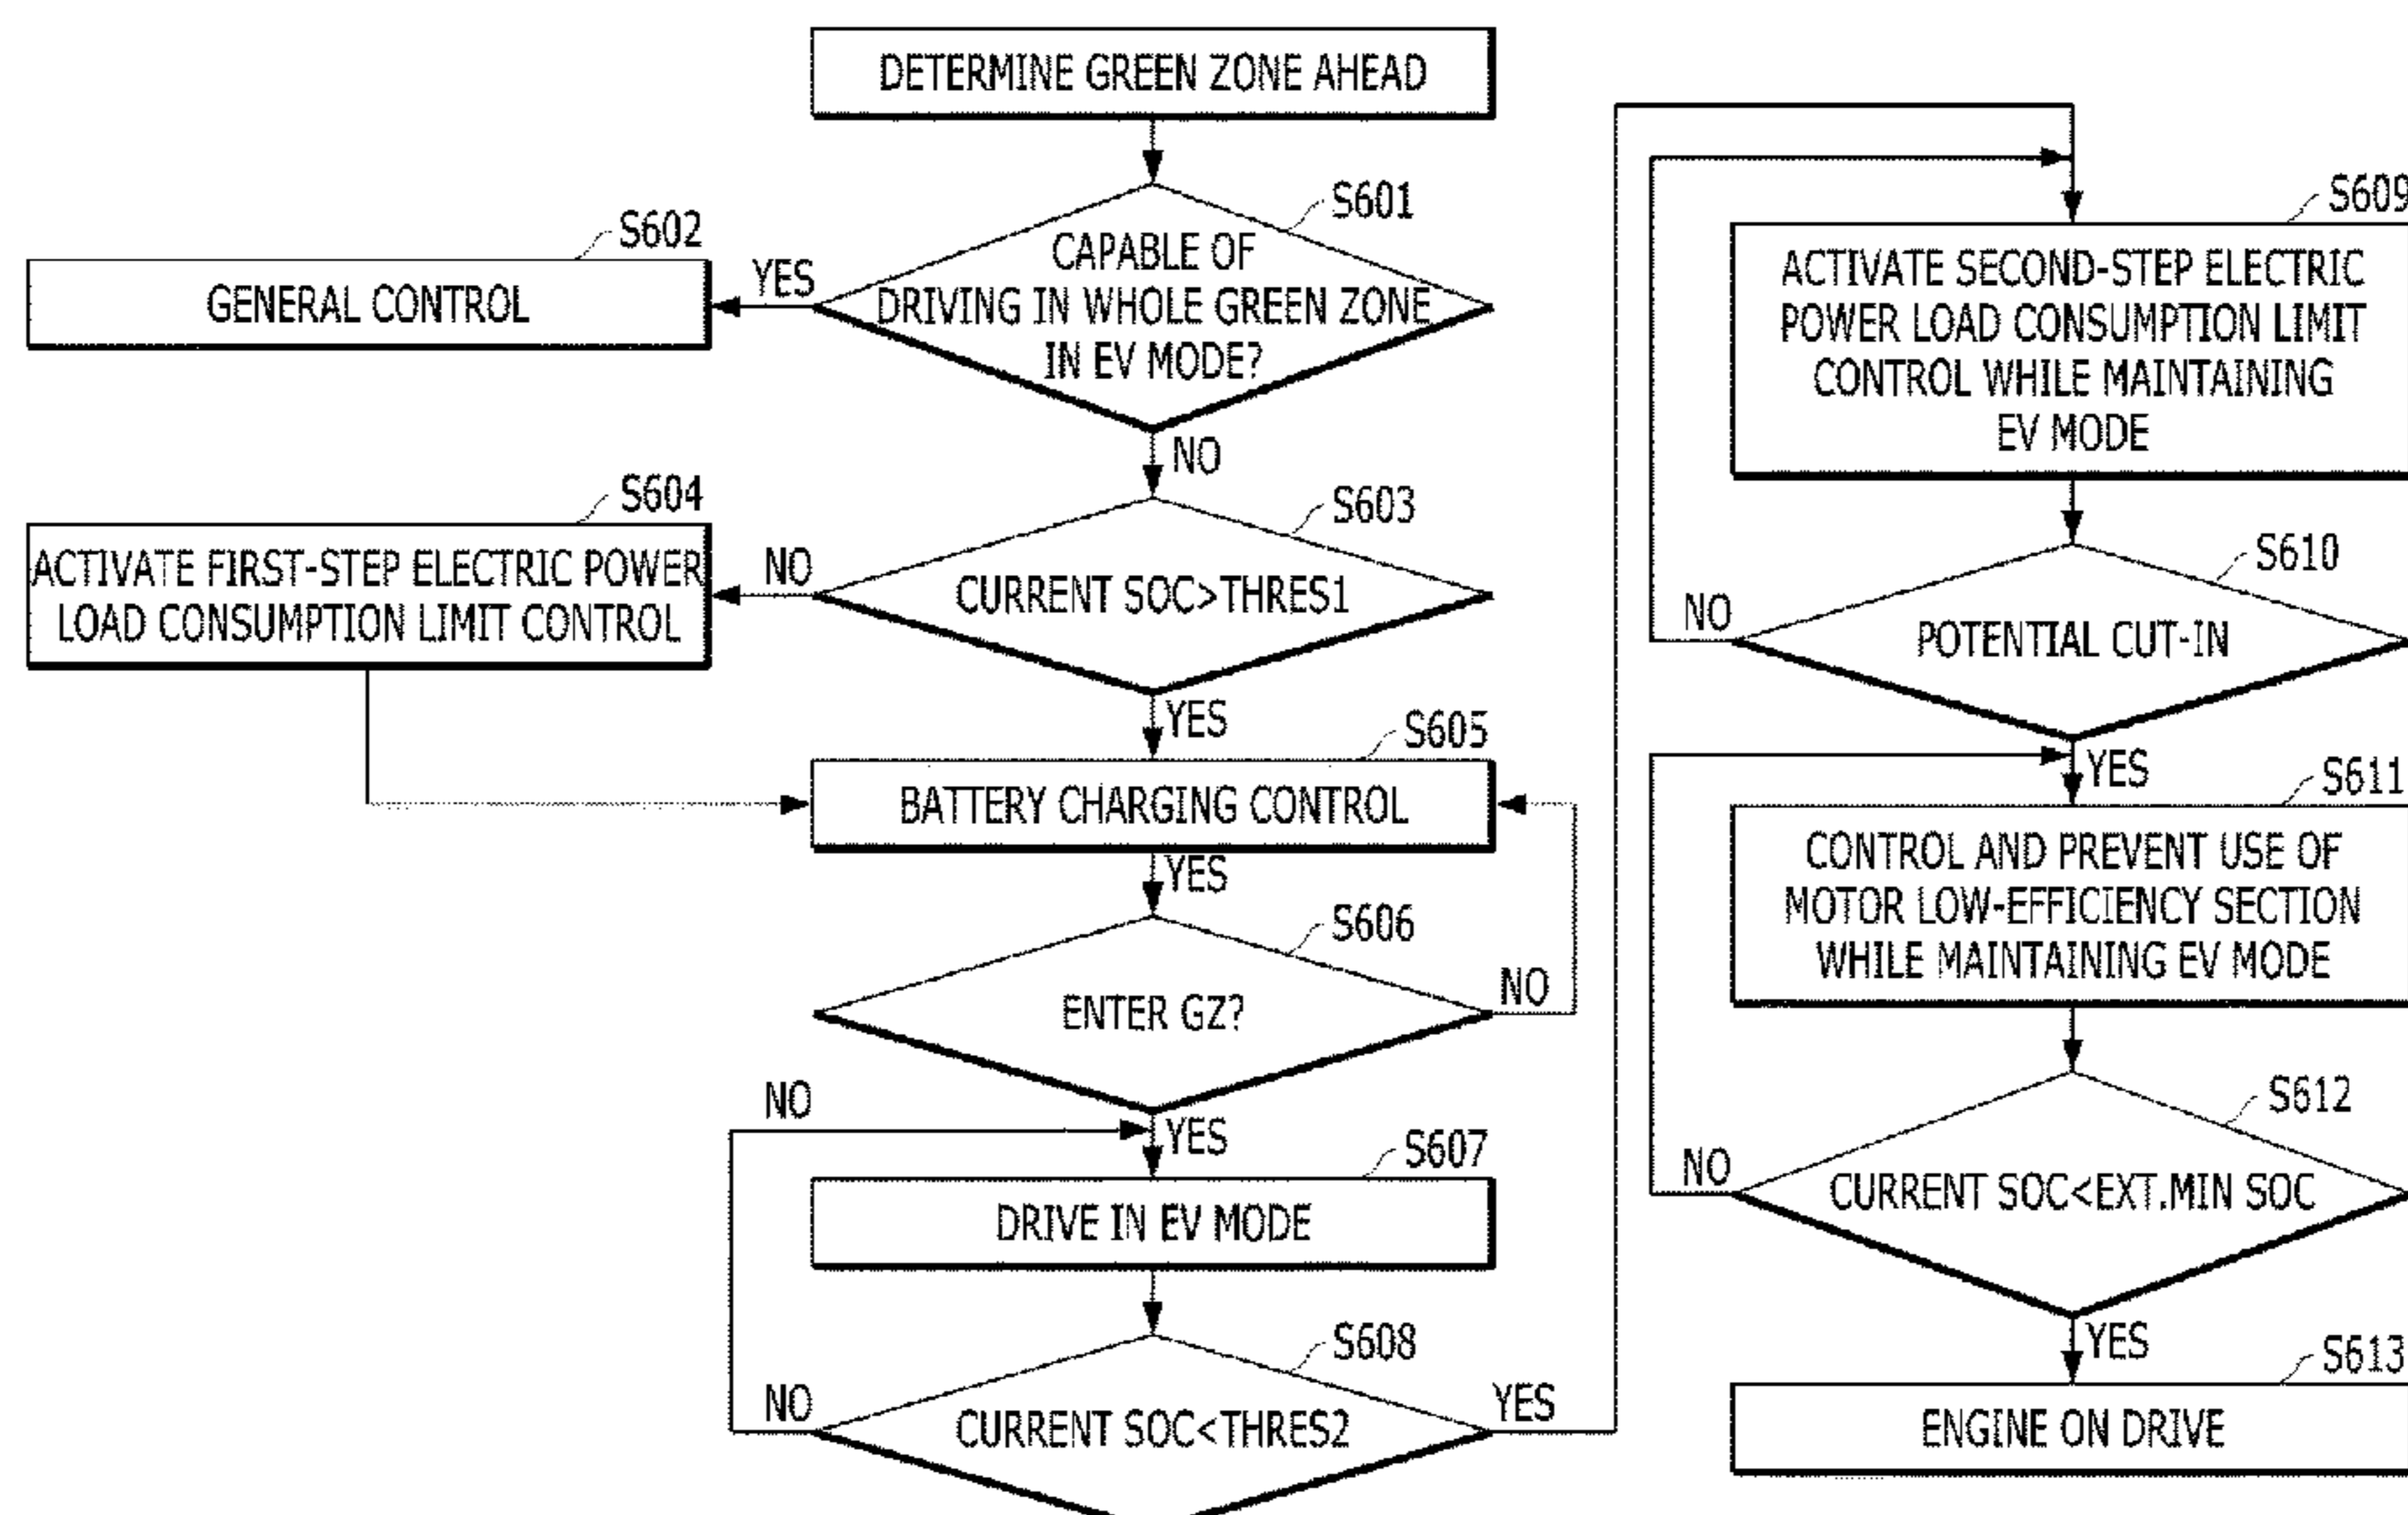 DETERMINE GREEN ZONE AHEAD
S601
CAPABLE OF
DRIVING IN WHOLE GREEN ZONE
IN EV MODE?
YES
S602
GENERAL CONTROL
NO
S603
CURRENT SOC>THRES1
NO
S604
ACTIVATE FIRST-STEP ELECTRIC POWER
LOAD CONSUMPTION LIMIT CONTROL
YES
S605
BATTERY CHARGING CONTROL
YES
S606
ENTER GZ?
NO
NO
YES
S607
DRIVE IN EV MODE
S608
CURRENT SOC<THRES2
NO
YES
S609
ACTIVATE SECOND-STEP ELECTRIC
POWER LOAD CONSUMPTION LIMIT
CONTROL WHILE MAINTAINING
EV MODE
S610
POTENTIAL CUT-IN
NO
YES
S611
CONTROL AND PREVENT USE OF
MOTOR LOW-EFFICIENCY SECTION
WHILE MAINTAINING EV MODE
S612
CURRENT SOC<EXT.MIN SOC
NO
YES
S613
ENGINE ON DRIVE